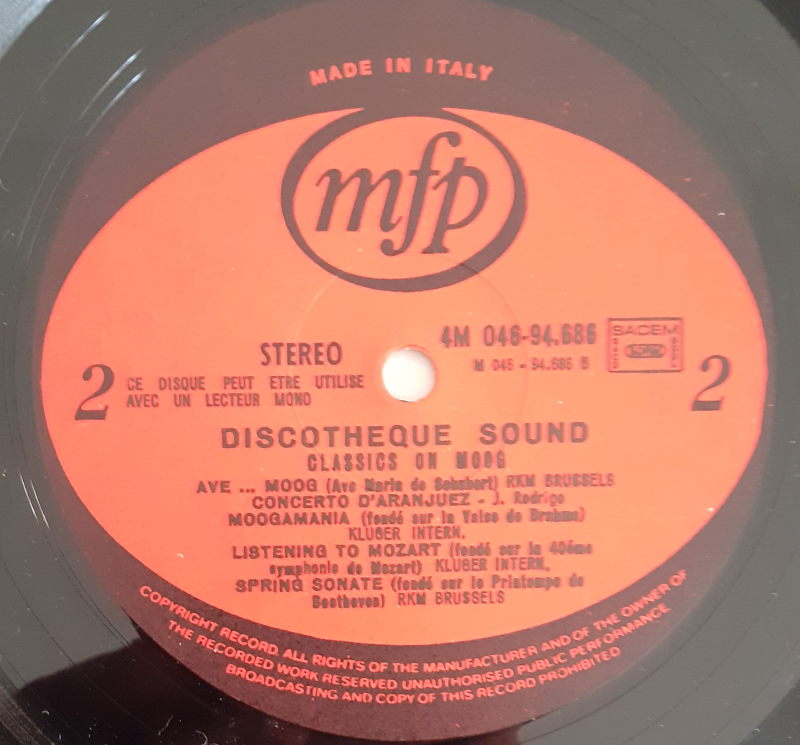 MADE IN ITALY
mfp
STEREO
4M 046-94.686
SACEM
M 046 - 94.686 B
2
CE DISQUE PEUT ETRE UTILISE
AVEC UN LECTEUR MONO
2
DISCOTHEQUE SOUND
CLASSICS ON MOOG
AVE ... MOOG (Ave Maria de Schubert) RKM BRUSSELS
CONCERTO D'ARANJUEZ - J. Rodrigo
MOOGAMANIA (fondé sur la Valse de Brahms)
KLUGER INTERN.
LISTENING TO MOZART (fondé sur la 40éme
symphonie de Mozart) KLUGER INTERN.
SPRING SONATE (fondé sur le Printemps de
Beethoven) RKM BRUSSELS
COPYRIGHT RECORD. ALL RIGHTS OF THE MANUFACTURER AND OF THE OWNER OF
THE RECORDED WORK RESERVED UNAUTHORISED PUBLIC PERFORMANCE
BROADCASTING AND COPY OF THIS RECORD PROHIBITED